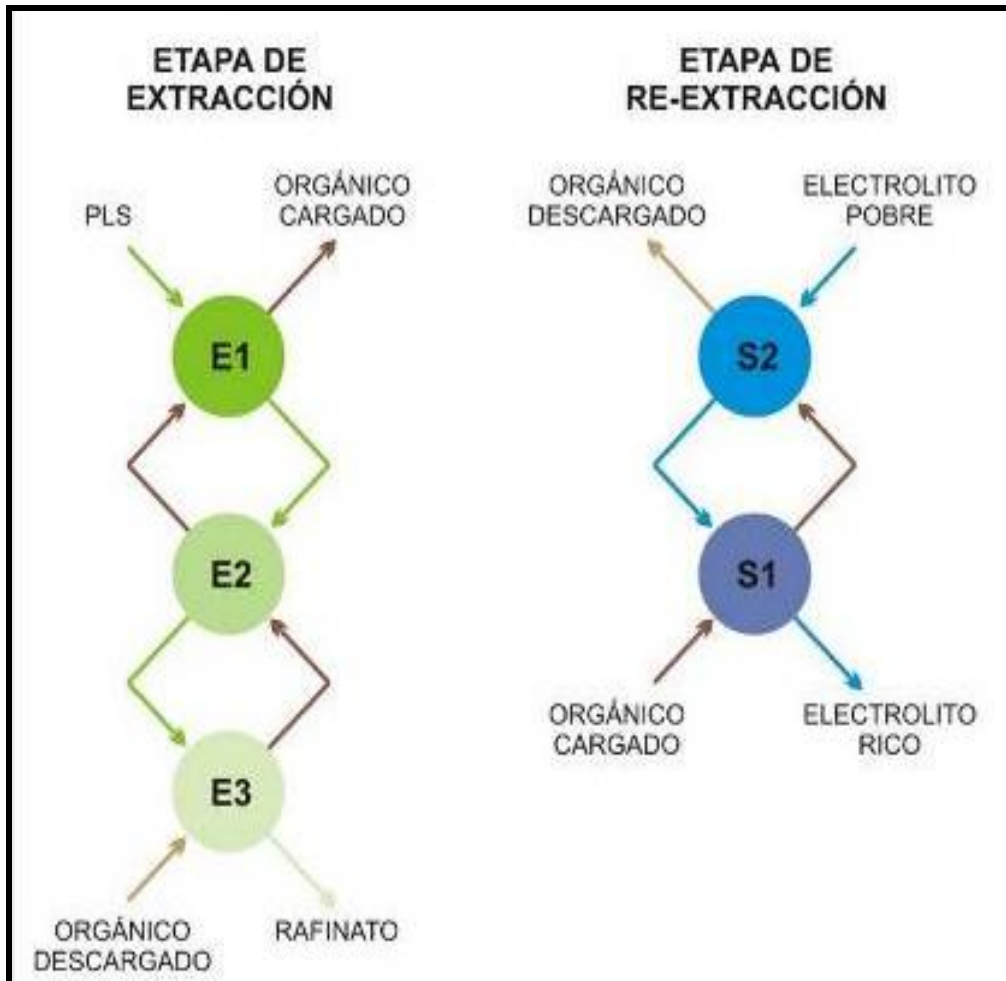 ETAPA DE
EXTRACCIÓN
ETAPA DE
RE-EXTRACCIÓN
PLS
ORGÁNICO
CARGADO
ORGÁNICO
DESCARGADO
ELECTROLITO
POBRE
E1
S2
E2
S1
ORGÁNICO
CARGADO
ELECTROLITO
RICO
E3
ORGÁNICO
DESCARGADO
RAFINATO